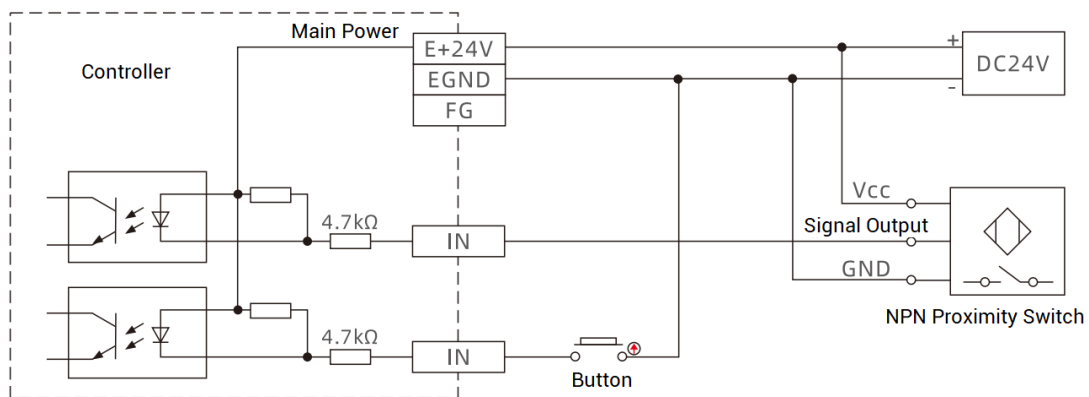 Main Power
E+24V
EGND
FG
Controller
+
-
DC24V
4.7kΩ
IN
Vcc
Signal Output
GND
NPN Proximity Switch
4.7kΩ
IN
Button